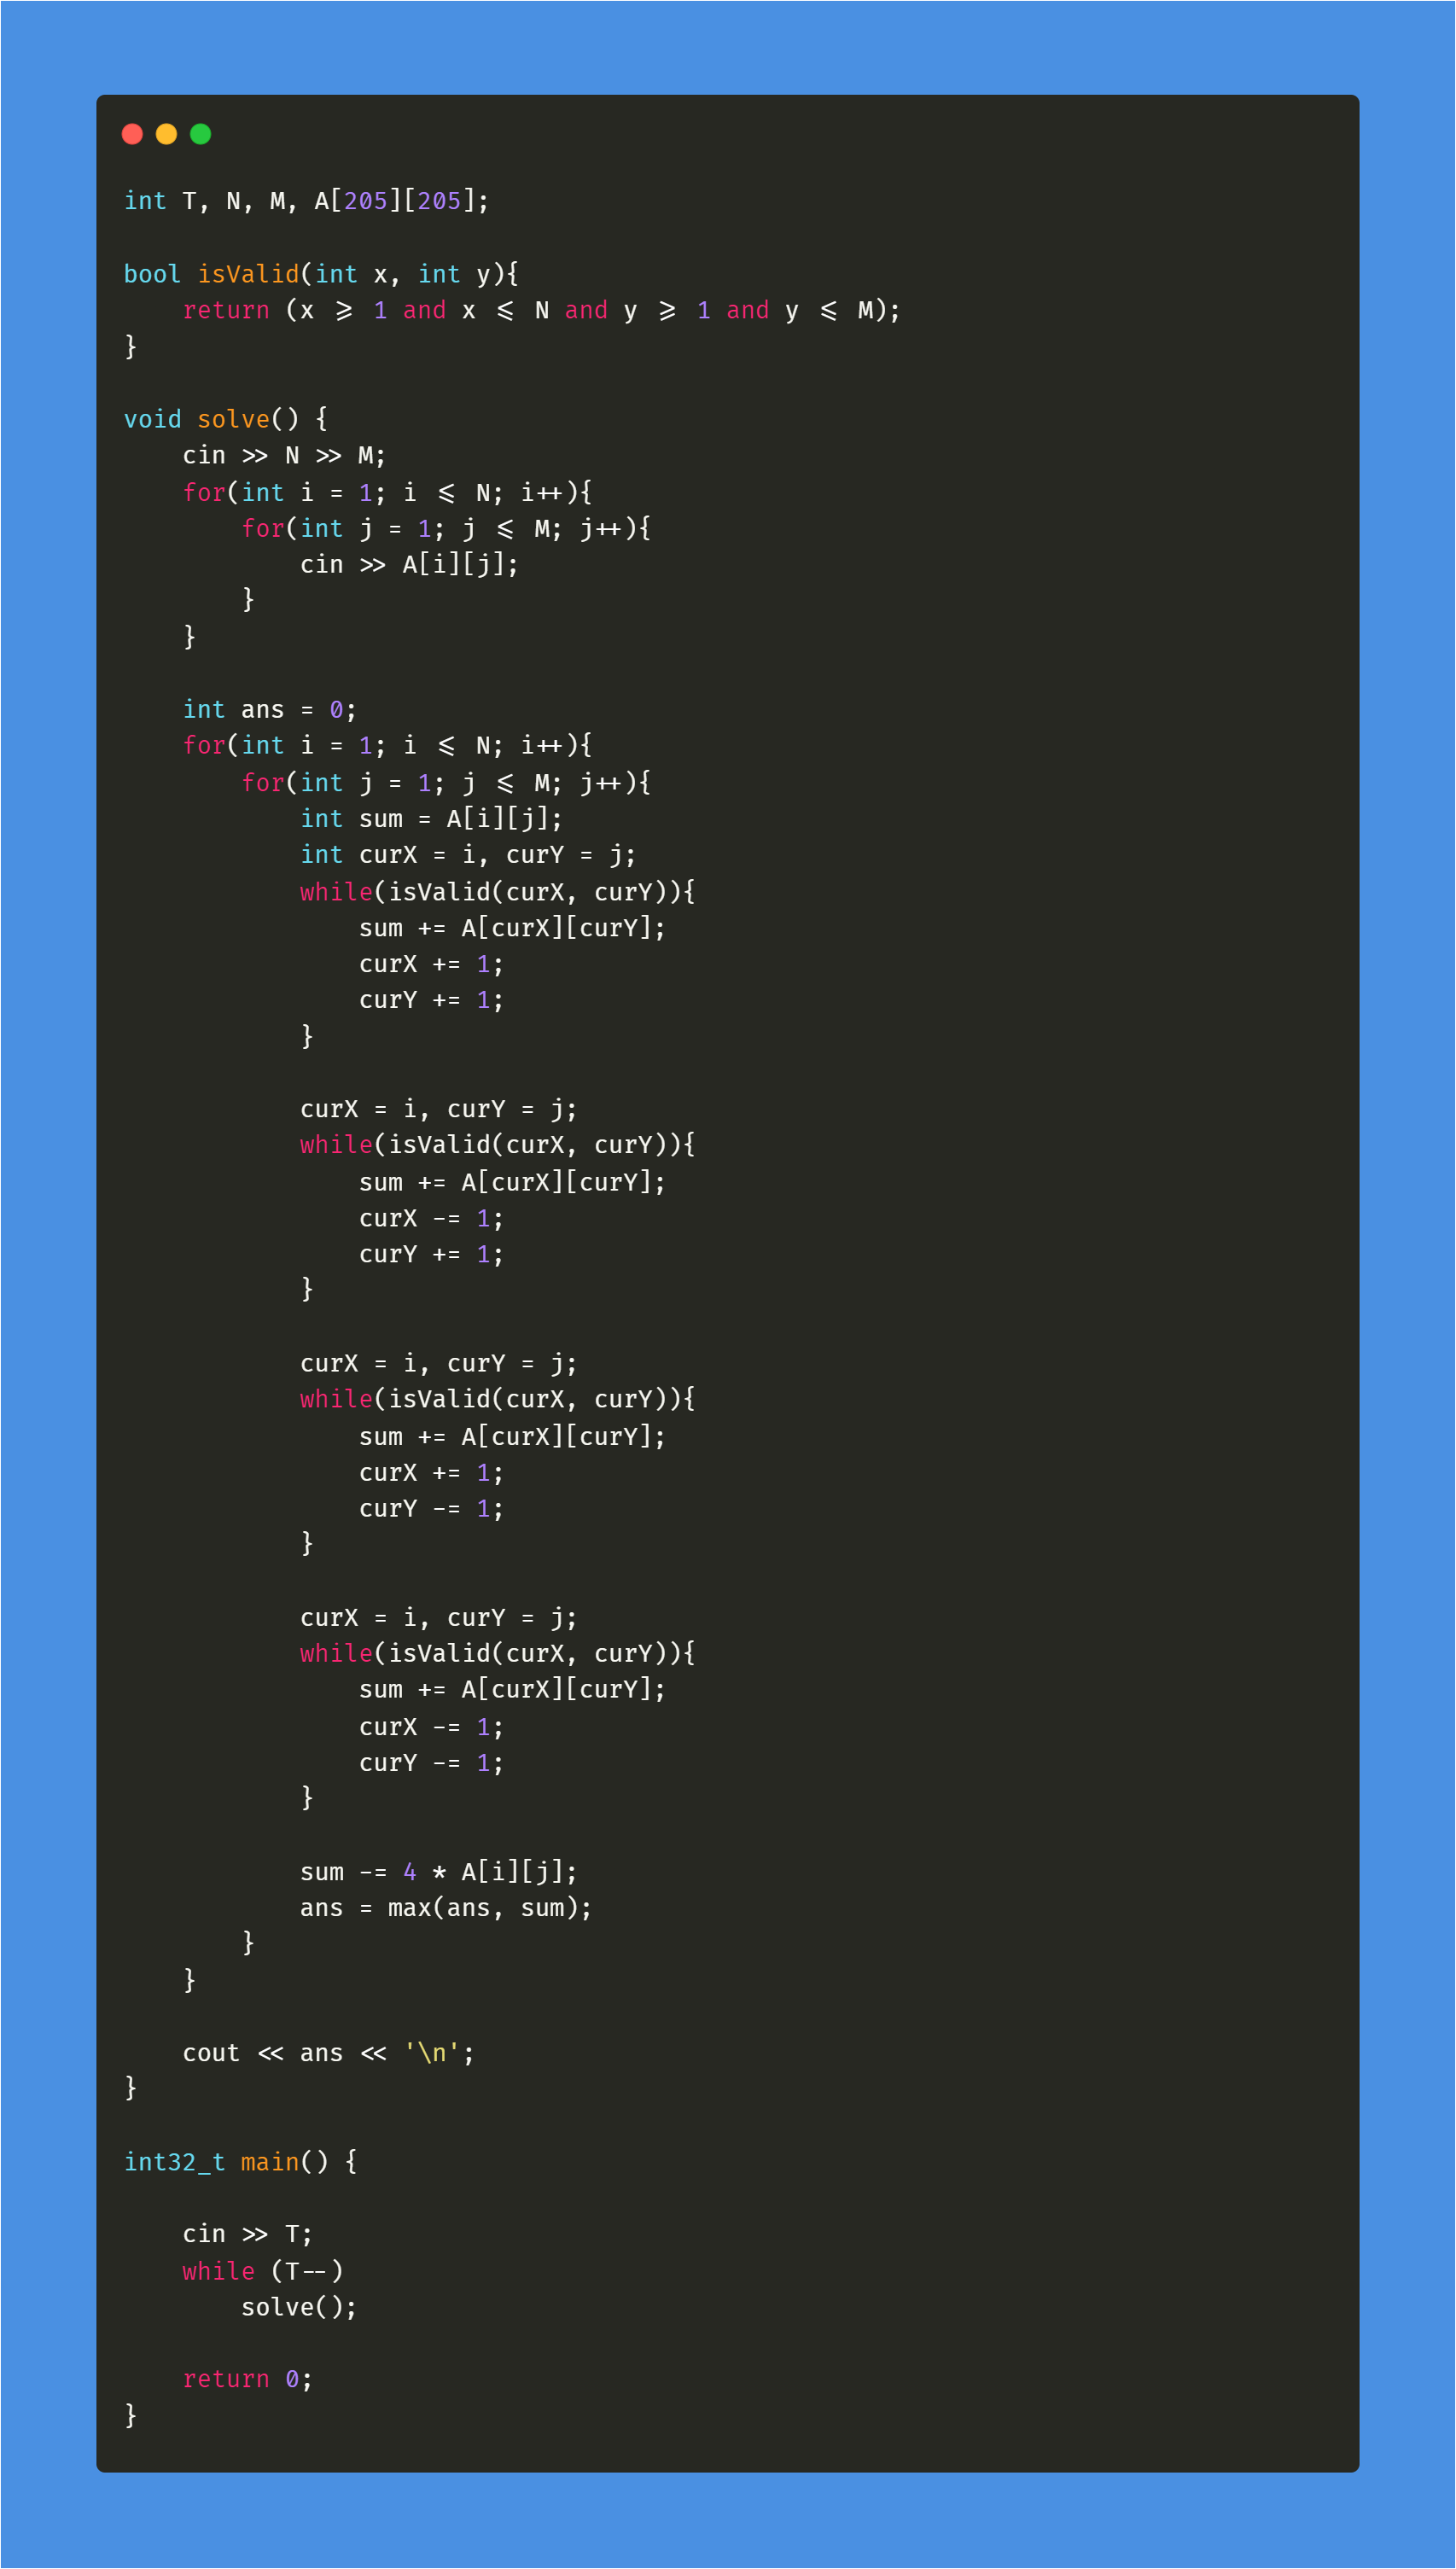 int T, N, M, A[205][205];

bool isValid(int x, int y){
    return (x >= 1 and x <= N and y >= 1 and y <= M);
}

void solve() {
    cin >> N >> M;
    for(int i = 1; i <= N; i++){
        for(int j = 1; j <= M; j++){
            cin >> A[i][j];
        }
    }

    int ans = 0;
    for(int i = 1; i <= N; i++){
        for(int j = 1; j <= M; j++){
            int sum = A[i][j];
            int curX = i, curY = j;
            while(isValid(curX, curY)){
                sum += A[curX][curY];
                curX += 1;
                curY += 1;
            }

            curX = i, curY = j;
            while(isValid(curX, curY)){
                sum += A[curX][curY];
                curX -= 1;
                curY += 1;
            }

            curX = i, curY = j;
            while(isValid(curX, curY)){
                sum += A[curX][curY];
                curX += 1;
                curY -= 1;
            }

            curX = i, curY = j;
            while(isValid(curX, curY)){
                sum += A[curX][curY];
                curX -= 1;
                curY -= 1;
            }

            sum -= 4 * A[i][j];
            ans = max(ans, sum);
        }
    }

    cout << ans << '\n';
}

int32_t main() {

    cin >> T;
    while (T--)
        solve();

    return 0;
}